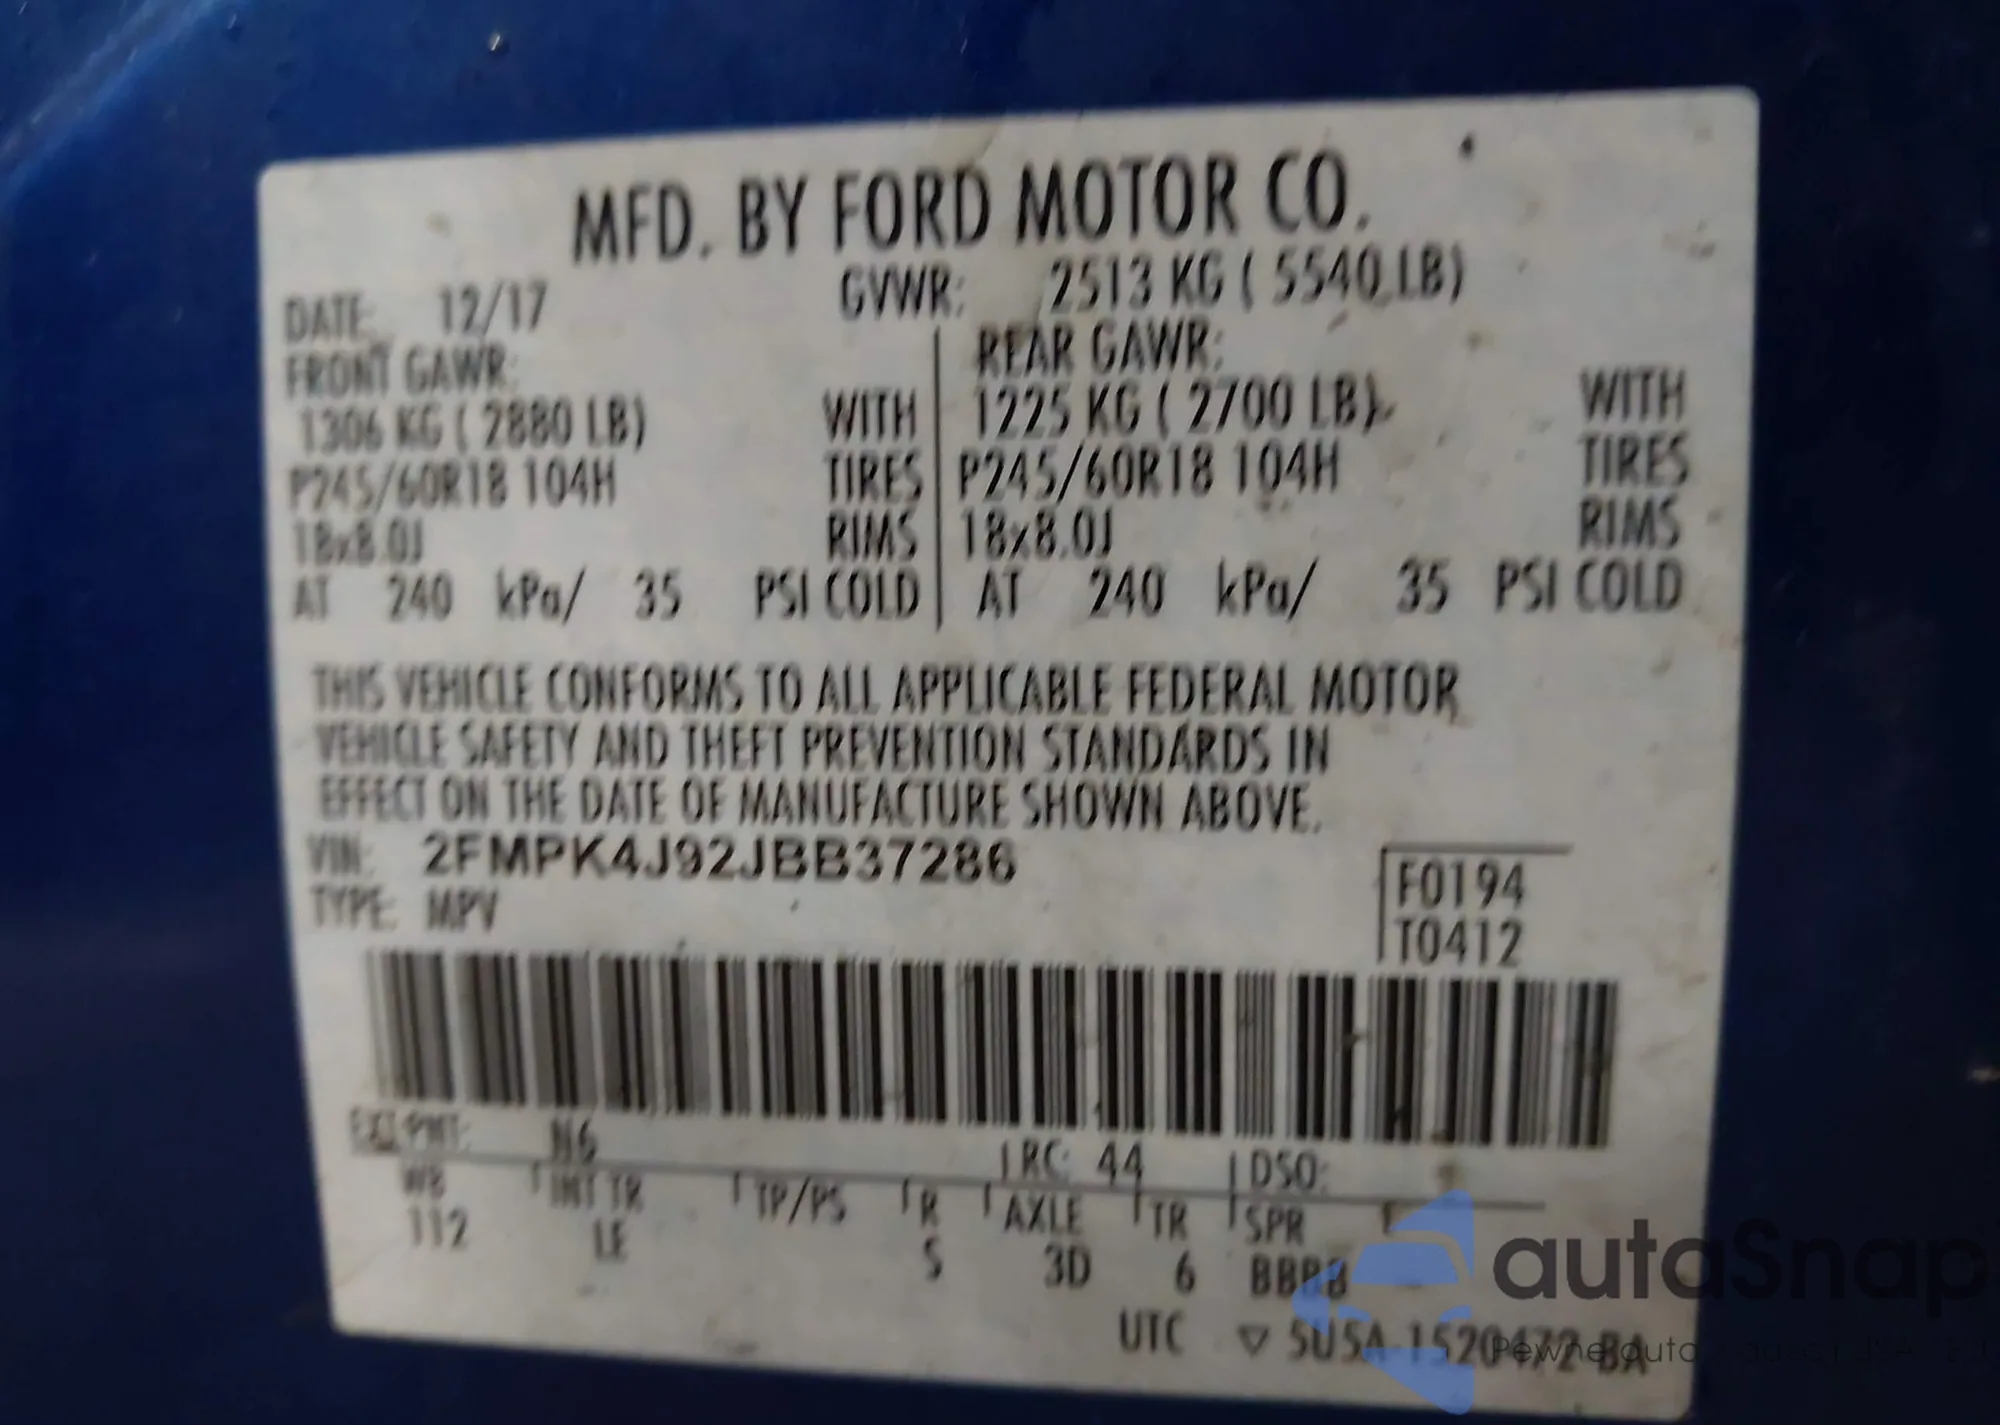 MFD. BY FORD MOTOR CO.
DATE: 12/17 GVWR: 2513 KG ( 5540 LB)
FRONT GAWR: REAR GAWR:
1306 KG ( 2880 LB) WITH 1225 KG ( 2700 LB) WITH
P245/60R18 104H TIRES P245/60R18 104H TIRES
18x8.0J RIMS 18x8.0J RIMS
AT 240 kPa/ 35 PSI COLD AT 240 kPa/ 35 PSI COLD
THIS VEHICLE CONFORMS TO ALL APPLICABLE FEDERAL MOTOR
VEHICLE SAFETY AND THEFT PREVENTION STANDARDS IN
EFFECT ON THE DATE OF MANUFACTURE SHOWN ABOVE.
VIN: 2FMPK4J92JBB37286
TYPE: MPV
F0194
T0412
EXT PNT: N6 RC: 44 DSO:
WB INT TR TP/PS R AXLE TR SPR
112 LE S 3D 6 BBBB
UTC ▽ 5U5A-1520472-BA
autaSnap
Pewne auta